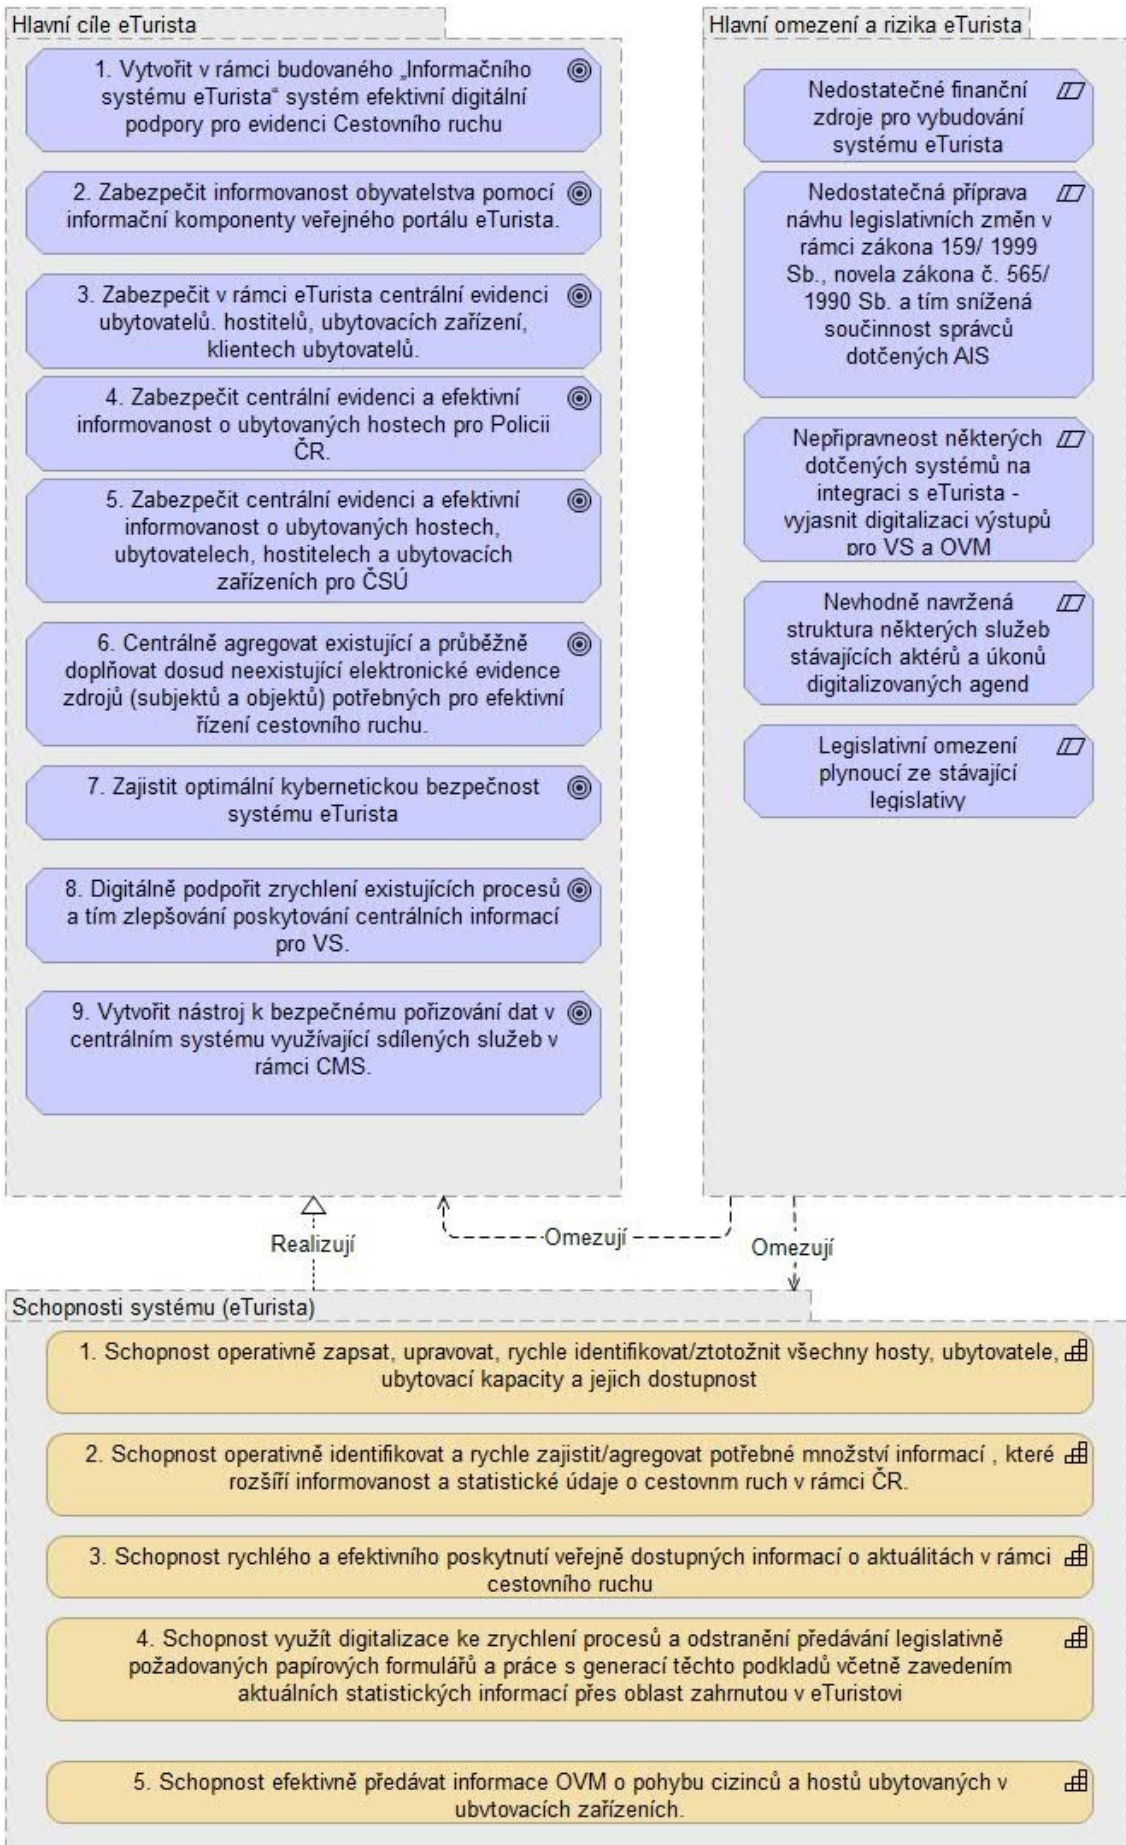 Hlavní cíle eTurista
1. Vytvořit v rámci budovaného „Informačního
systému eTurista“ systém efektivní digitální
podpory pro evidenci Cestovního ruchu
2. Zabezpečit informovanost obyvatelstva pomocí
informační komponenty veřejného portálu eTurista.
3. Zabezpečit v rámci eTurista centrální evidenci
ubytovatelů. hostitelů, ubytovacích zařízení,
klientech ubytovatelů.
4. Zabezpečit centrální evidenci a efektivní
informovanost o ubytovaných hostech pro Policii
ČR.
5. Zabezpečit centrální evidenci a efektivní
informovanost o ubytovaných hostech,
ubytovatelech, hostitelech a ubytovacích
zařízeních pro ČSÚ
6. Centrálně agregovat existující a průběžně
doplňovat dosud neexistující elektronické evidence
zdrojů (subjektů a objektů) potřebných pro efektivní
řízení cestovního ruchu.
7. Zajistit optimální kybernetickou bezpečnost
systému eTurista
8. Digitálně podpořit zrychlení existujících procesů
a tím zlepšování poskytování centrálních informací
pro VS.
9. Vytvořit nástroj k bezpečnému pořizování dat v
centrálním systému využívající sdílených služeb v
rámci CMS.
Hlavní omezení a rizika eTurista
Nedostatečné finanční
zdroje pro vybudování
systému eTurista
Nedostatečná příprava
návhu legislativních změn v
rámci zákona 159/ 1999
Sb., novela zákona č. 565/
1990 Sb. a tím snížená
součinnost správců
dotčených AIS
Nepřipravneost některých
dotčených systémů na
integraci s eTurista -
vyjasnit digitalizaci výstupů
pro VS a OVM
Nevhodně navržená
struktura některých služeb
stávajících aktérů a úkonů
digitalizovaných agend
Legislativní omezení
plynoucí ze stávající
legislativy
Realizují
Omezují
Omezují
Schopnosti systému (eTurista)
1. Schopnost operativně zapsat, upravovat, rychle identifikovat/ztotožnit všechny hosty, ubytovatele,
ubytovací kapacity a jejich dostupnost
2. Schopnost operativně identifikovat a rychle zajistit/agregovat potřebné množství informací , které
rozšíří informovanost a statistické údaje o cestovnm ruch v rámci ČR.
3. Schopnost rychlého a efektivního poskytnutí veřejně dostupných informací o aktuálitách v rámci
cestovního ruchu
4. Schopnost využít digitalizace ke zrychlení procesů a odstranění předávání legislativně
požadovaných papírových formulářů a práce s generací těchto podkladů včetně zavedením
aktuálních statistických informací přes oblast zahrnutou v eTuristovi
5. Schopnost efektivně předávat informace OVM o pohybu cizinců a hostů ubytovaných v
ubytovacích zařízeních.